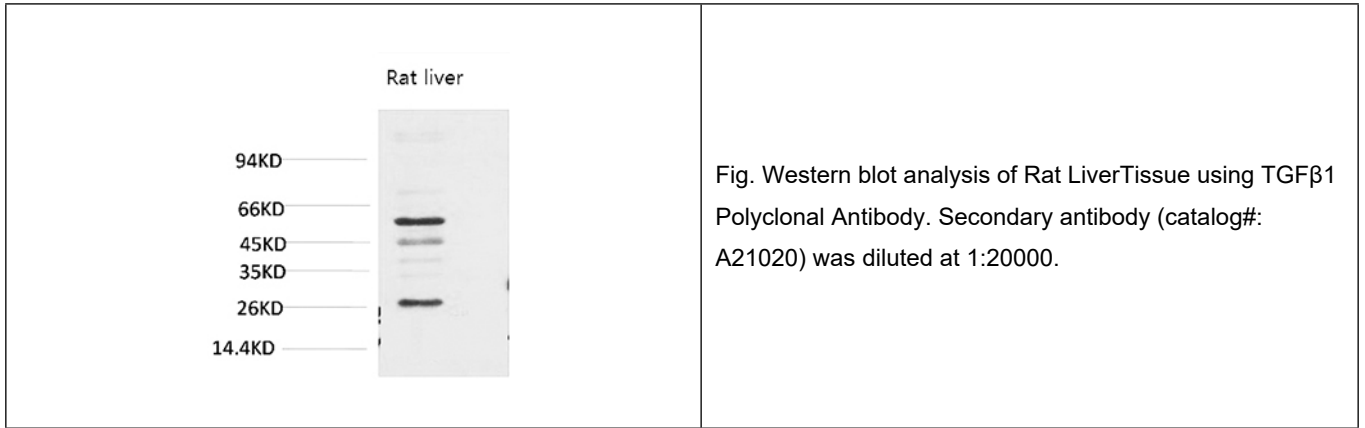 Rat liver
94KD
66KD
45KD
35KD
26KD
14.4KD
Fig. Western blot analysis of Rat LiverTissue using TGFβ1
Polyclonal Antibody. Secondary antibody (catalog#:
A21020) was diluted at 1:20000.